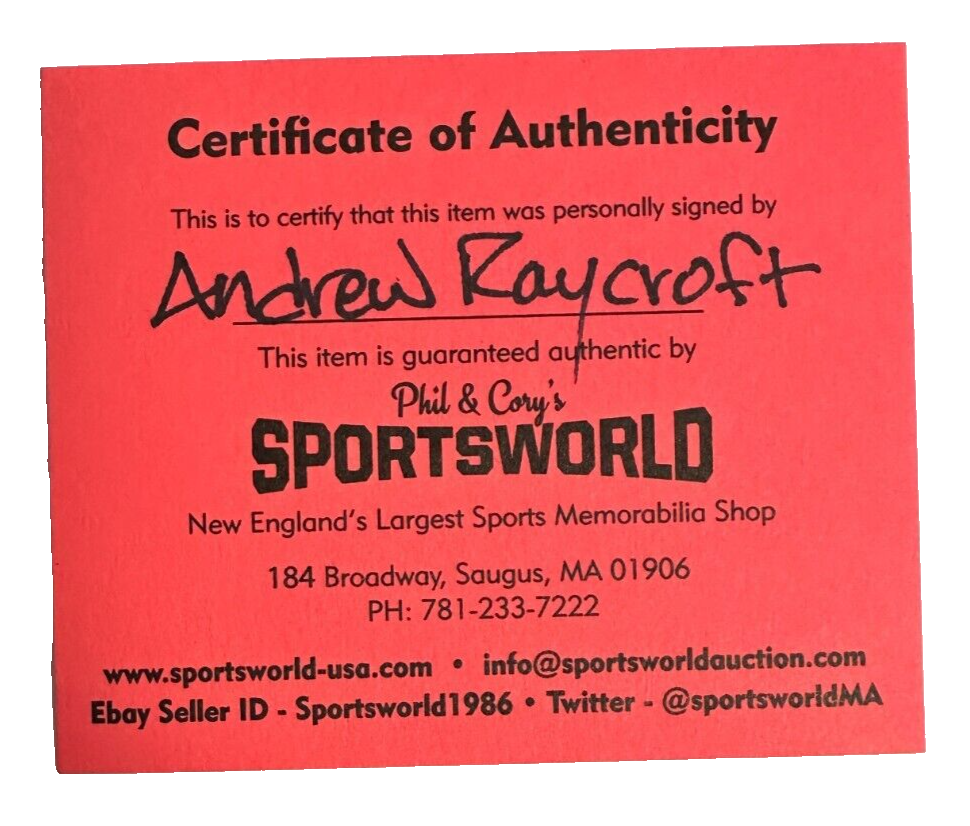 Certificate of Authenticity
This is to certify that this item was personally signed by
Andrew Raycroft
This item is guaranteed authentic by
Phil & Cory's
SPORTSWORLD
New England's Largest Sports Memorabilia Shop
184 Broadway, Saugus, MA 01906
PH: 781-233-7222
www.sportsworld-usa.com • info@sportsworldauction.com
Ebay Seller ID - Sportsworld1986 • Twitter - @sportsworldMA